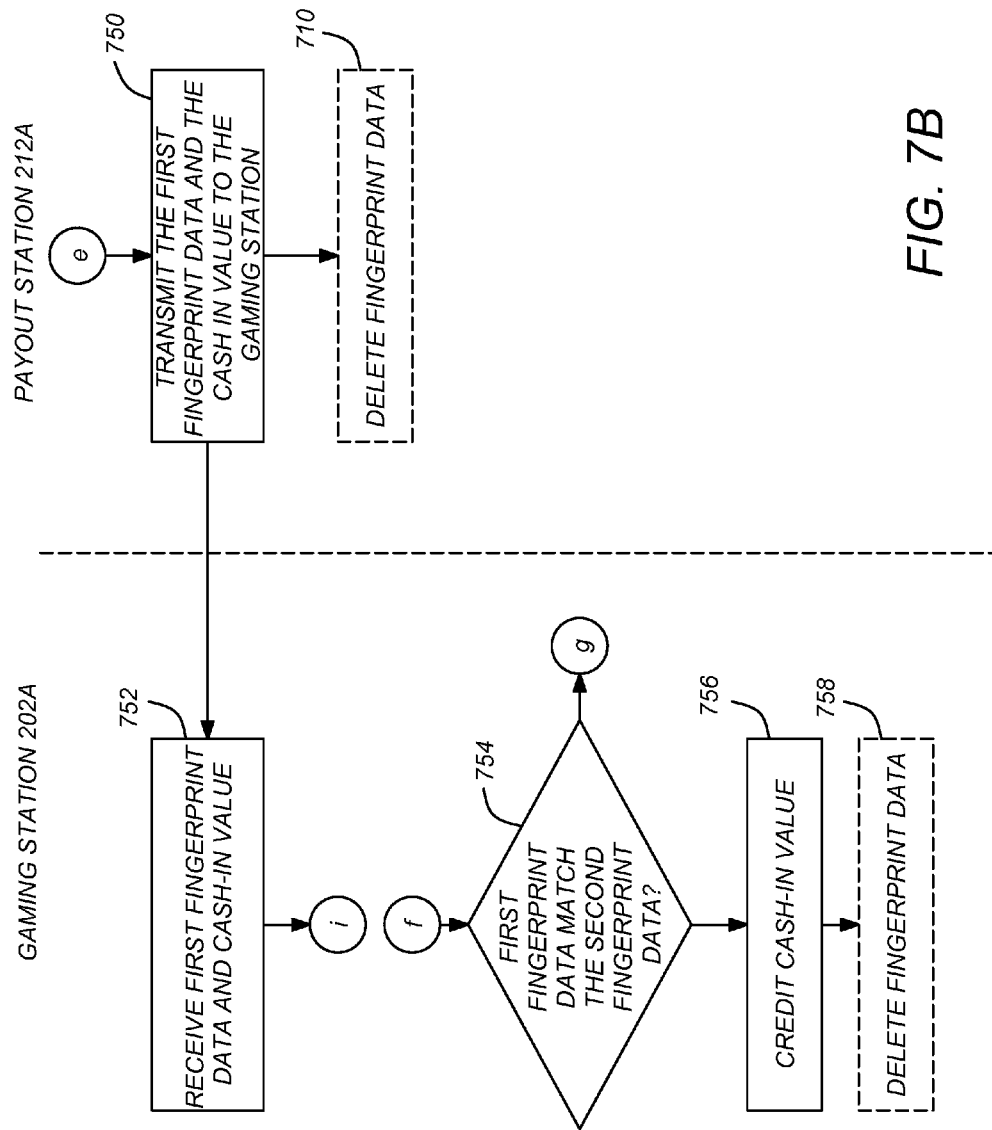 GAMING STATION 202A
PAYOUT STATION 212A
e
750
TRANSMIT THE FIRST
FINGERPRINT DATA AND THE
CASH IN VALUE TO THE
GAMING STATION
710
DELETE FINGERPRINT DATA
752
RECEIVE FIRST FINGERPRINT
DATA AND CASH-IN VALUE
i
f
754
FIRST
FINGERPRINT
DATA MATCH
THE SECOND
FINGERPRINT
DATA?
g
756
CREDIT CASH-IN VALUE
758
DELETE FINGERPRINT DATA
FIG. 7B